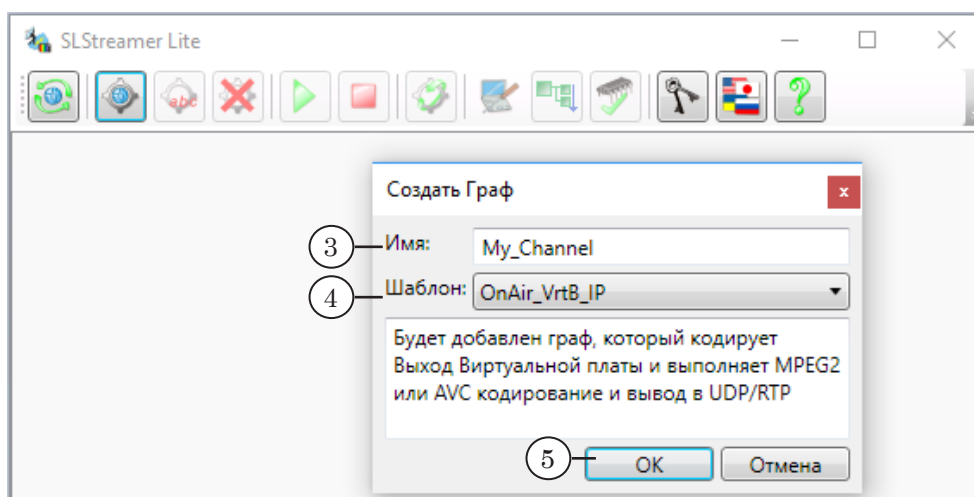 SLStreamer Lite
abc
Создать Граф
x
3 Имя: My_Channel
4 Шаблон: OnAir_VrtB_IP
Будет добавлен граф, который кодирует
Выход Виртуальной платы и выполняет MPEG2
или AVC кодирование и вывод в UDP/RTP
5 OK Отмена